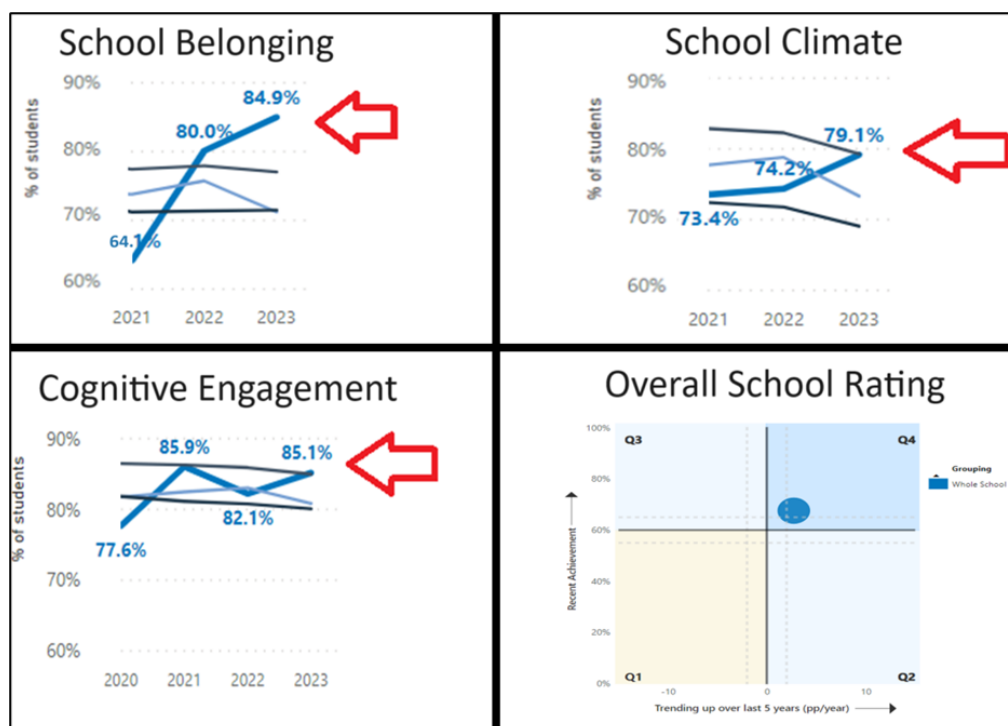 School Belonging
% of students
90%
80%
70%
60%
64.1%
80.0%
84.9%
2021 2022 2023
School Climate
% of students
90%
80%
70%
60%
73.4%
74.2%
79.1%
2021 2022 2023
Cognitive Engagement
% of students
90%
80%
70%
60%
77.6%
85.9%
82.1%
85.1%
2020 2021 2022 2023
Overall School Rating
Recent Achievement
100%
80%
60%
40%
20%
0%
Q3 Q4
Q1 Q2
-10 0 10
Trending up over last 5 years (pp/year)
Grouping
Whole School